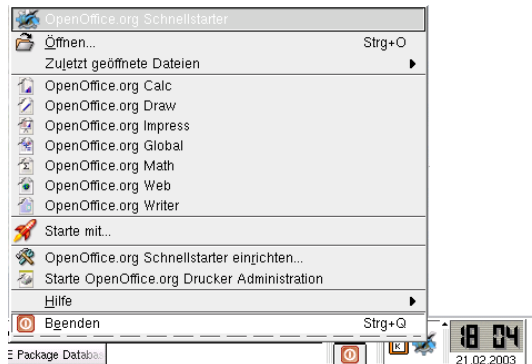 OpenOffice.org Schnellstarter
Öffnen... Strg+O
Zuletzt geöffnete Dateien
OpenOffice.org Calc
OpenOffice.org Draw
OpenOffice.org Impress
OpenOffice.org Global
OpenOffice.org Math
OpenOffice.org Web
OpenOffice.org Writer
Starte mit...
OpenOffice.org Schnellstarter einrichten...
Starte OpenOffice.org Drucker Administration
Hilfe
Beenden Strg+Q
E Package Databas
K
18 04
21.02.2003